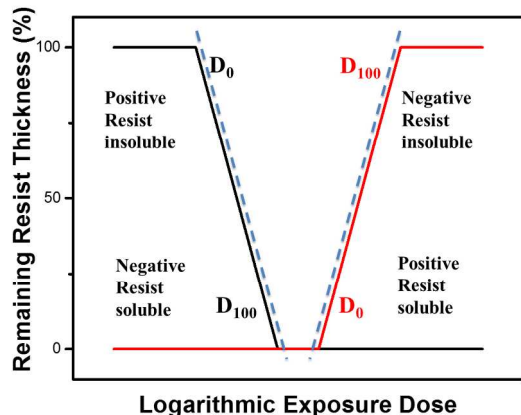 Remaining Resist Thickness (%)
100
50
0
D0
D100
Positive
Resist
insoluble
Negative
Resist
insoluble
Negative
Resist
soluble
Positive
Resist
soluble
D100
D0
Logarithmic Exposure Dose